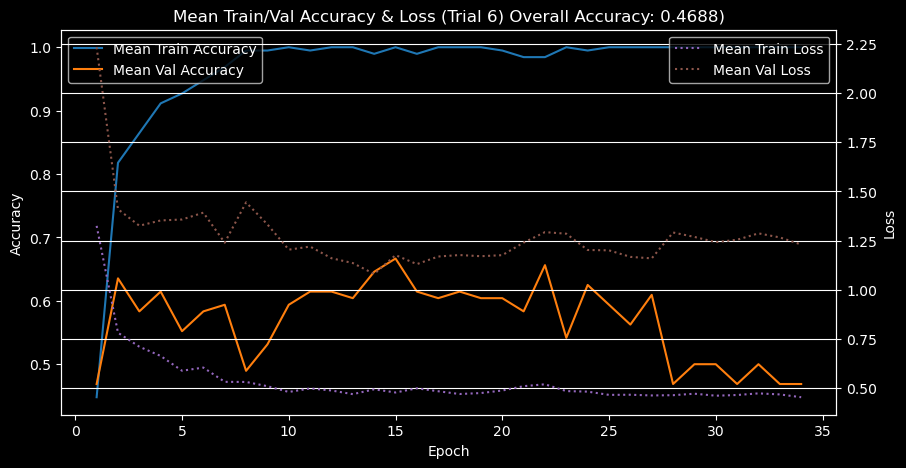 Mean Train/Val Accuracy & Loss (Trial 6) Overall Accuracy: 0.4688)
Mean Train Accuracy
Mean Val Accuracy
Mean Train Loss
Mean Val Loss
Accuracy
1.0
0.9
0.8
0.7
0.6
0.5
2.25
2.00
1.75
1.50
1.25
1.00
0.75
0.50
Loss
0
5
10
15
20
25
30
35
Epoch